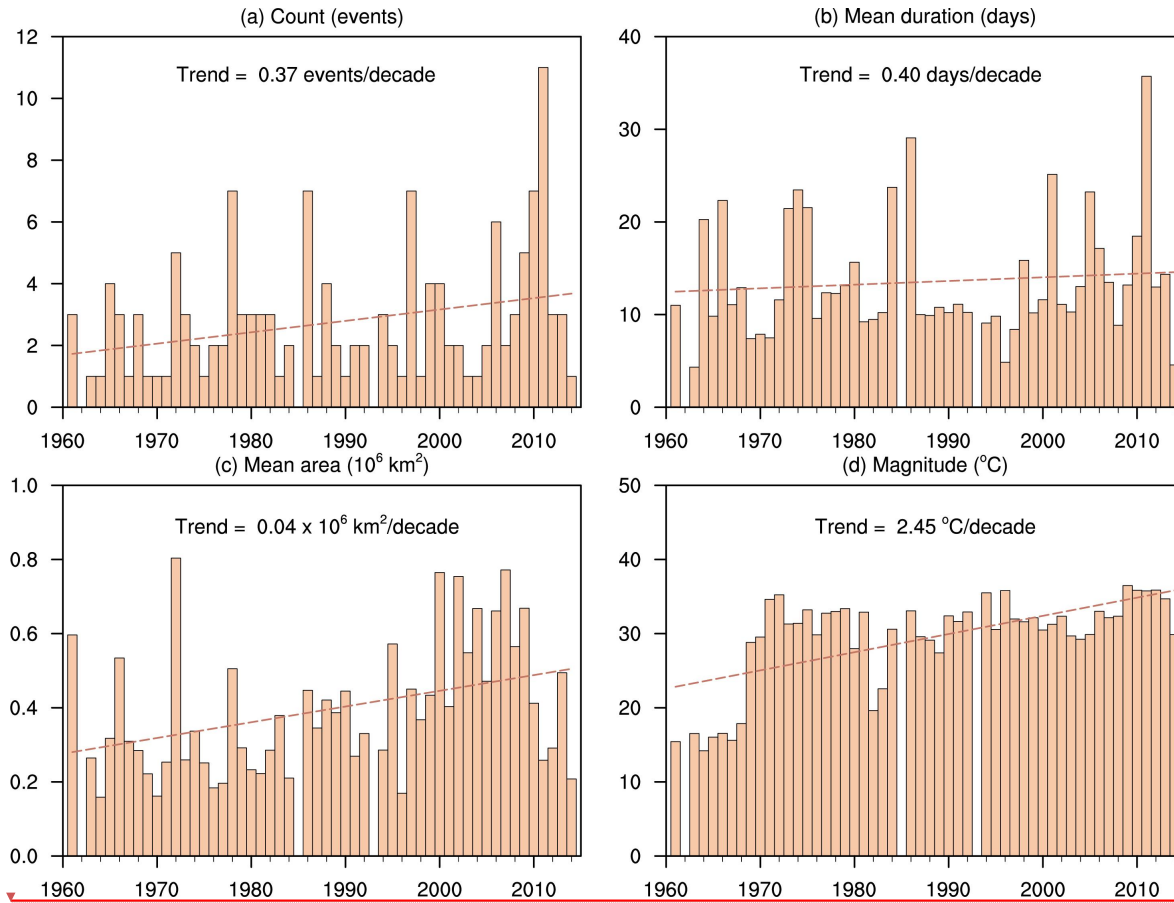 (a) Count (events)
Trend = 0.37 events/decade
12
10
8
6
4
2
0
1960 1970 1980 1990 2000 2010
(b) Mean duration (days)
Trend = 0.40 days/decade
40
30
20
10
0
1960 1970 1980 1990 2000 2010
(c) Mean area (10⁶ km²)
Trend = 0.04 x 10⁶ km²/decade
1.0
0.8
0.6
0.4
0.2
0.0
1960 1970 1980 1990 2000 2010
(d) Magnitude (°C)
Trend = 2.45 °C/decade
50
40
30
20
10
0
1960 1970 1980 1990 2000 2010